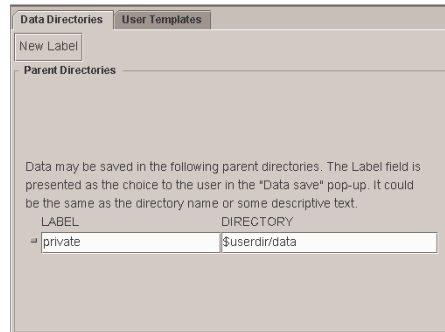 Data Directories User Templates
New Label
Parent Directories
Data may be saved in the following parent directories. The Label field is
presented as the choice to the user in the "Data save" pop-up. It could
be the same as the directory name or some descriptive text.
LABEL DIRECTORY
private $userdir/data